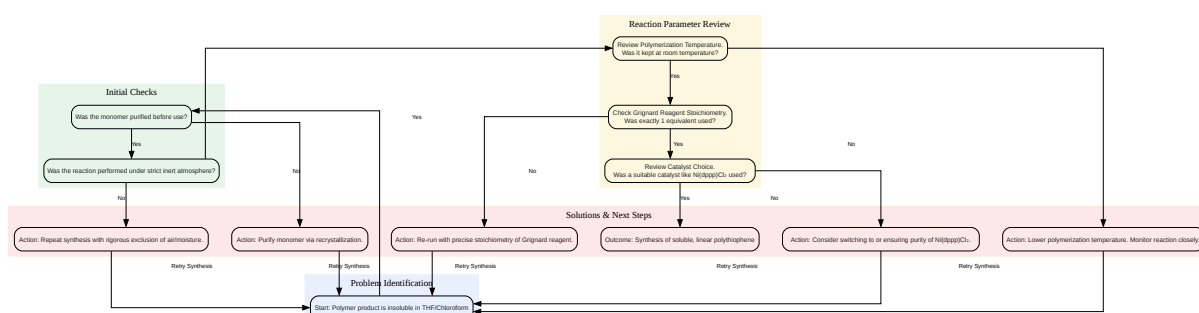 Reaction Parameter Review
Review Polymerization Temperature.
Was it kept at room temperature?
Yes
Initial Checks
Was the monomer purified before use?
Yes
Check Grignard Reagent Stoichiometry.
Was exactly 1 equivalent used?
Yes
Yes
No
Was the reaction performed under strict inert atmosphere?
No
No
Review Catalyst Choice.
Was a suitable catalyst like Ni(dppp)Cl₂ used?
No
Yes
No
Solutions & Next Steps
Action: Repeat synthesis with rigorous exclusion of air/moisture.
Action: Purify monomer via recrystallization.
Action: Re-run with precise stoichiometry of Grignard reagent.
Outcome: Synthesis of soluble, linear polythiophene
Action: Consider switching to or ensuring purity of Ni(dppp)Cl₂.
Action: Lower polymerization temperature. Monitor reaction closely.
Retry Synthesis
Retry Synthesis
Retry Synthesis
Retry Synthesis
Retry Synthesis
Problem Identification
Start: Polymer product is insoluble in THF/Chloroform